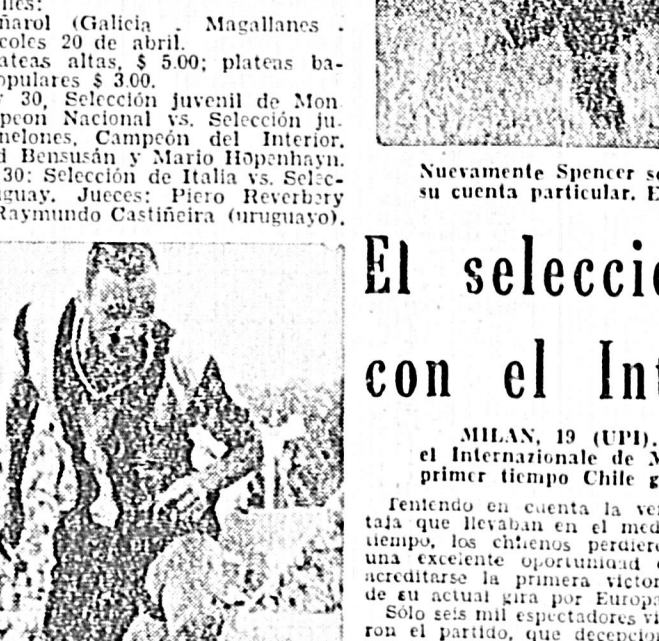 ñarol (Galicia - Magallanes .
coles 20 de abril.
ateas altas, $ 5.00; plateas ba-
opulares $ 3.00.
30, Selección juvenil de Mon
peón Nacional vs. Selección ju.
nelones, Campeón del Interior.
d Bensusán y Mario Hopenhayn.
30: Selección de Italia vs. Selec-
guay. Jueces: Piero Reverbery
Raymundo Castiñeira (uruguayo).
Nuevamente Spencer se
su cuenta particular. E
El selecci
con el Int
MILAN, 19 (UPI).
el Internazionale de M
primer tiempo Chile g
Teniendo en cuenta la ve
taja que llevaban en el med
tiempo, los chilenos perdier
una excelente oportunidad
acreditarse la primera victor
de su actual gira por Europa
Sólo seis mil espectadores vi
ron el partido, que decepcio